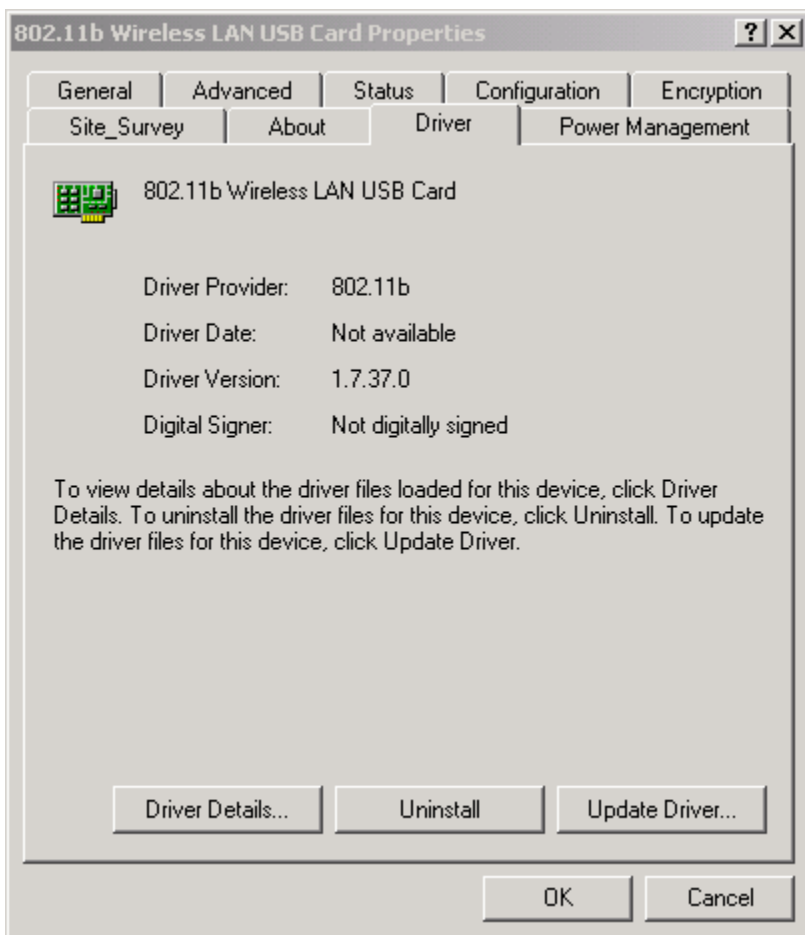 802.11b Wireless LAN USB Card Properties
General Advanced Status Configuration Encryption
Site_Survey About Driver Power Management
802.11b Wireless LAN USB Card
Driver Provider: 802.11b
Driver Date: Not available
Driver Version: 1.7.37.0
Digital Signer: Not digitally signed
To view details about the driver files loaded for this device, click Driver
Details. To uninstall the driver files for this device, click Uninstall. To update
the driver files for this device, click Update Driver.
Driver Details... Uninstall Update Driver...
OK Cancel